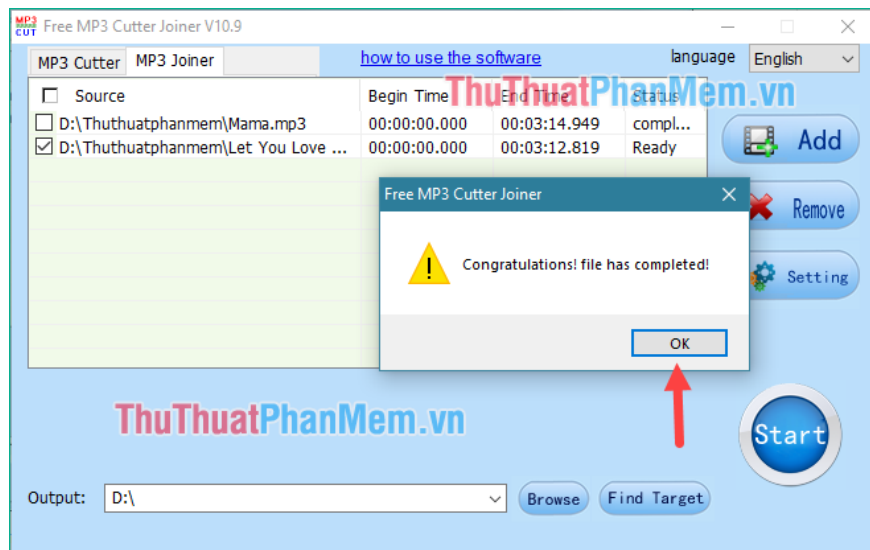 MP3 CUT Free MP3 Cutter Joiner V10.9
MP3 Cutter MP3 Joiner how to use the software language English
ThuThuatPhanMem.vn
Source Begin Time End Time Status
D:\Thuthuatphanmem\Mama.mp3 00:00:00.000 00:03:14.949 compl...
D:\Thuthuatphanmem\Let You Love ... 00:00:00.000 00:03:12.819 Ready
Add
Free MP3 Cutter Joiner
Remove
Congratulations! file has completed!
Setting
OK
ThuThuatPhanMem.vn
Start
Output: D:\ Browse Find Target